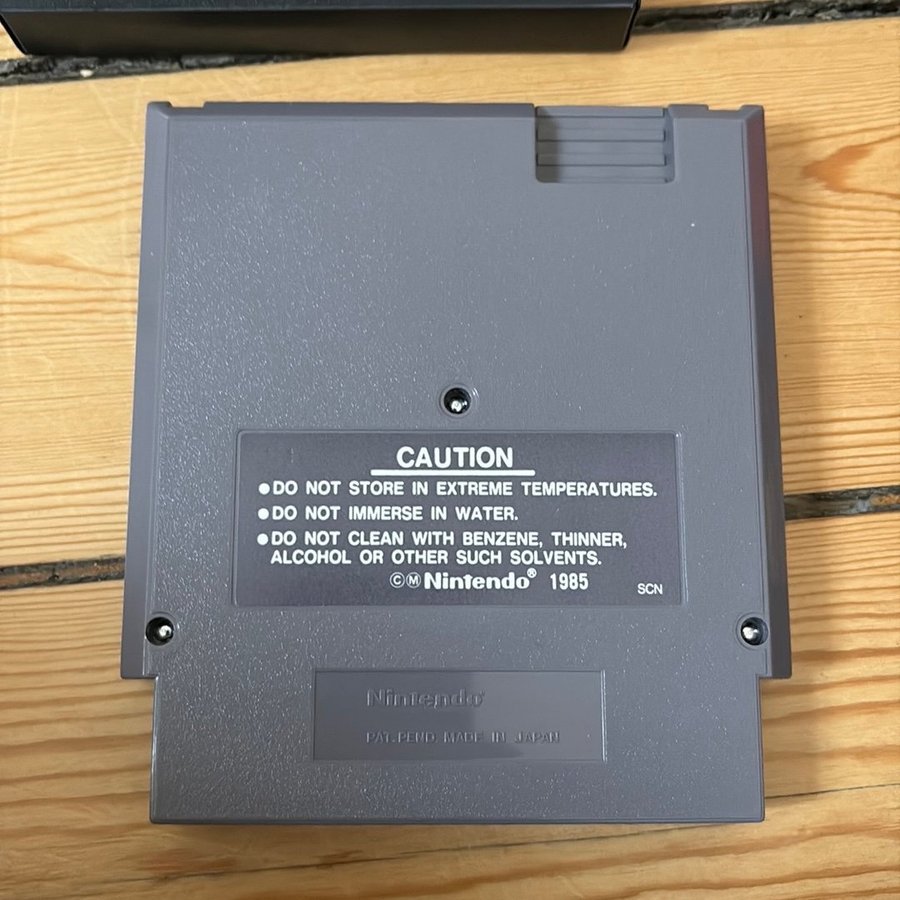 CAUTION
●DO NOT STORE IN EXTREME TEMPERATURES.
●DO NOT IMMERSE IN WATER.
●DO NOT CLEAN WITH BENZENE, THINNER,
ALCOHOL OR OTHER SUCH SOLVENTS.
©Ⓜ Nintendo® 1985
SCN
Nintendo®
PAT.PEND MADE IN JAPAN